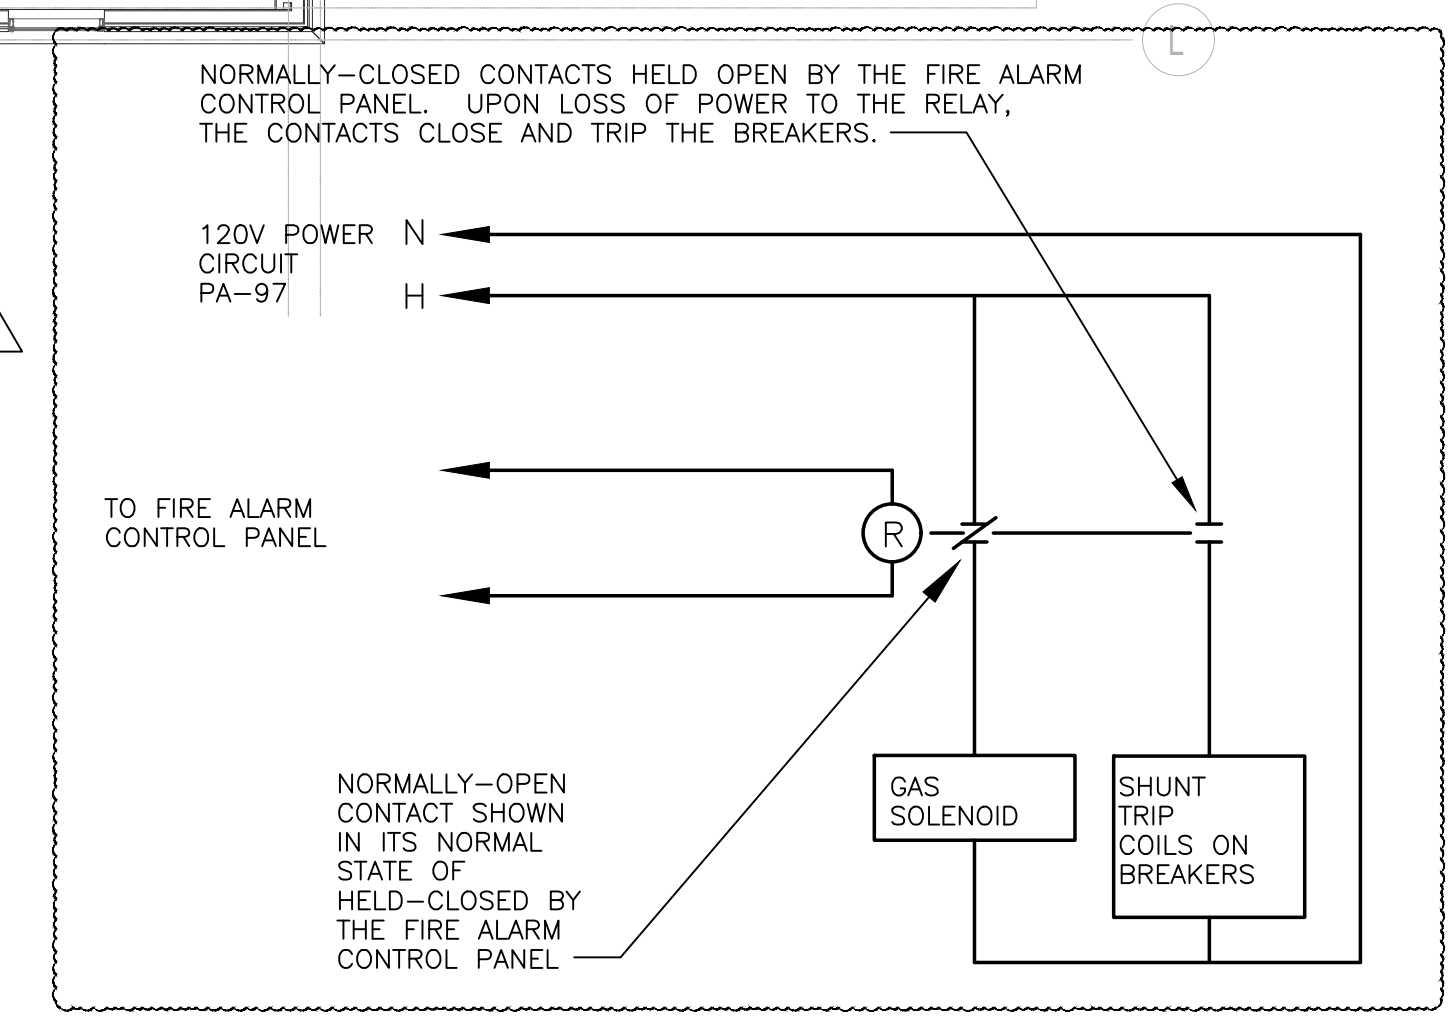 L
NORMALLY-CLOSED CONTACTS HELD OPEN BY THE FIRE ALARM
CONTROL PANEL. UPON LOSS OF POWER TO THE RELAY,
THE CONTACTS CLOSE AND TRIP THE BREAKERS.
120V POWER N
CIRCUIT
PA-97 H
TO FIRE ALARM
CONTROL PANEL
R
NORMALLY-OPEN
CONTACT SHOWN
IN ITS NORMAL
STATE OF
HELD-CLOSED BY
THE FIRE ALARM
CONTROL PANEL
GAS
SOLENOID
SHUNT
TRIP
COILS ON
BREAKERS